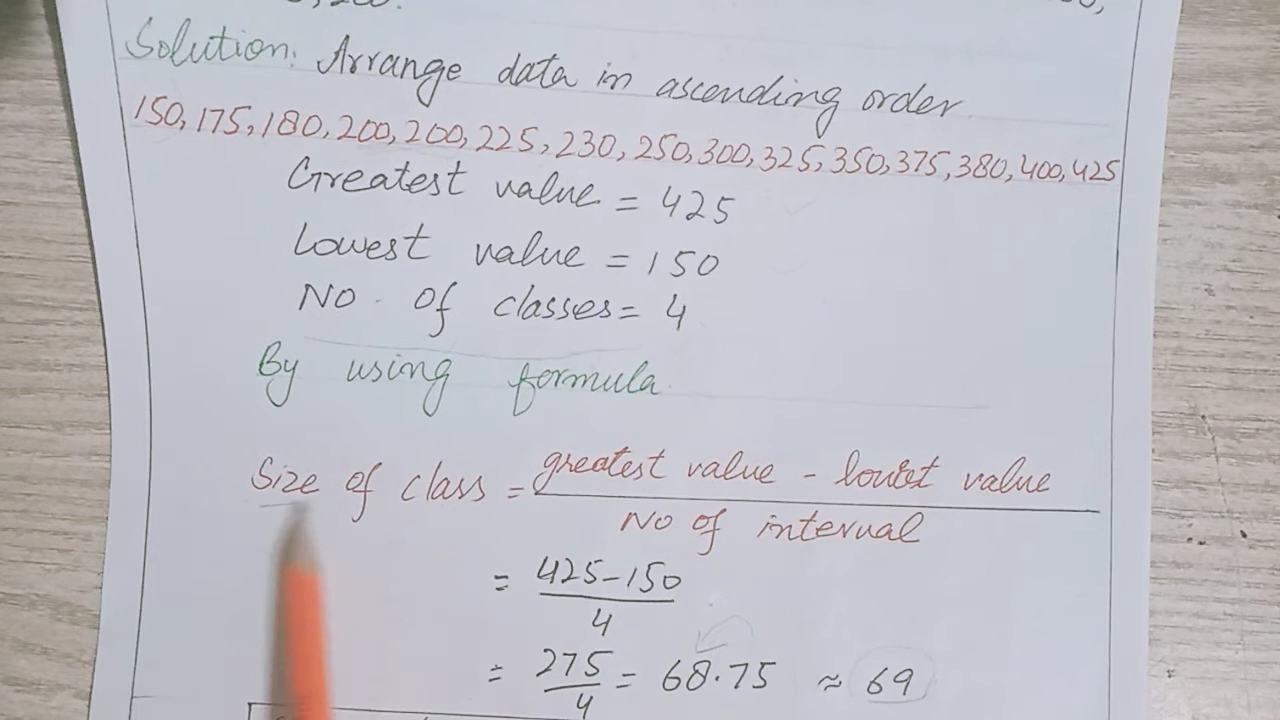 Solution: Arrange data in ascending order
150, 175, 180, 200, 200, 225, 230, 250, 300, 325, 350, 375, 380, 400, 425
Greatest value = 425
Lowest value = 150
No. of classes = 4
By using formula
Size of class = greatest value - lowest value
No of interval
= 425-150
4
= 275 = 68.75 ≈ 69
4